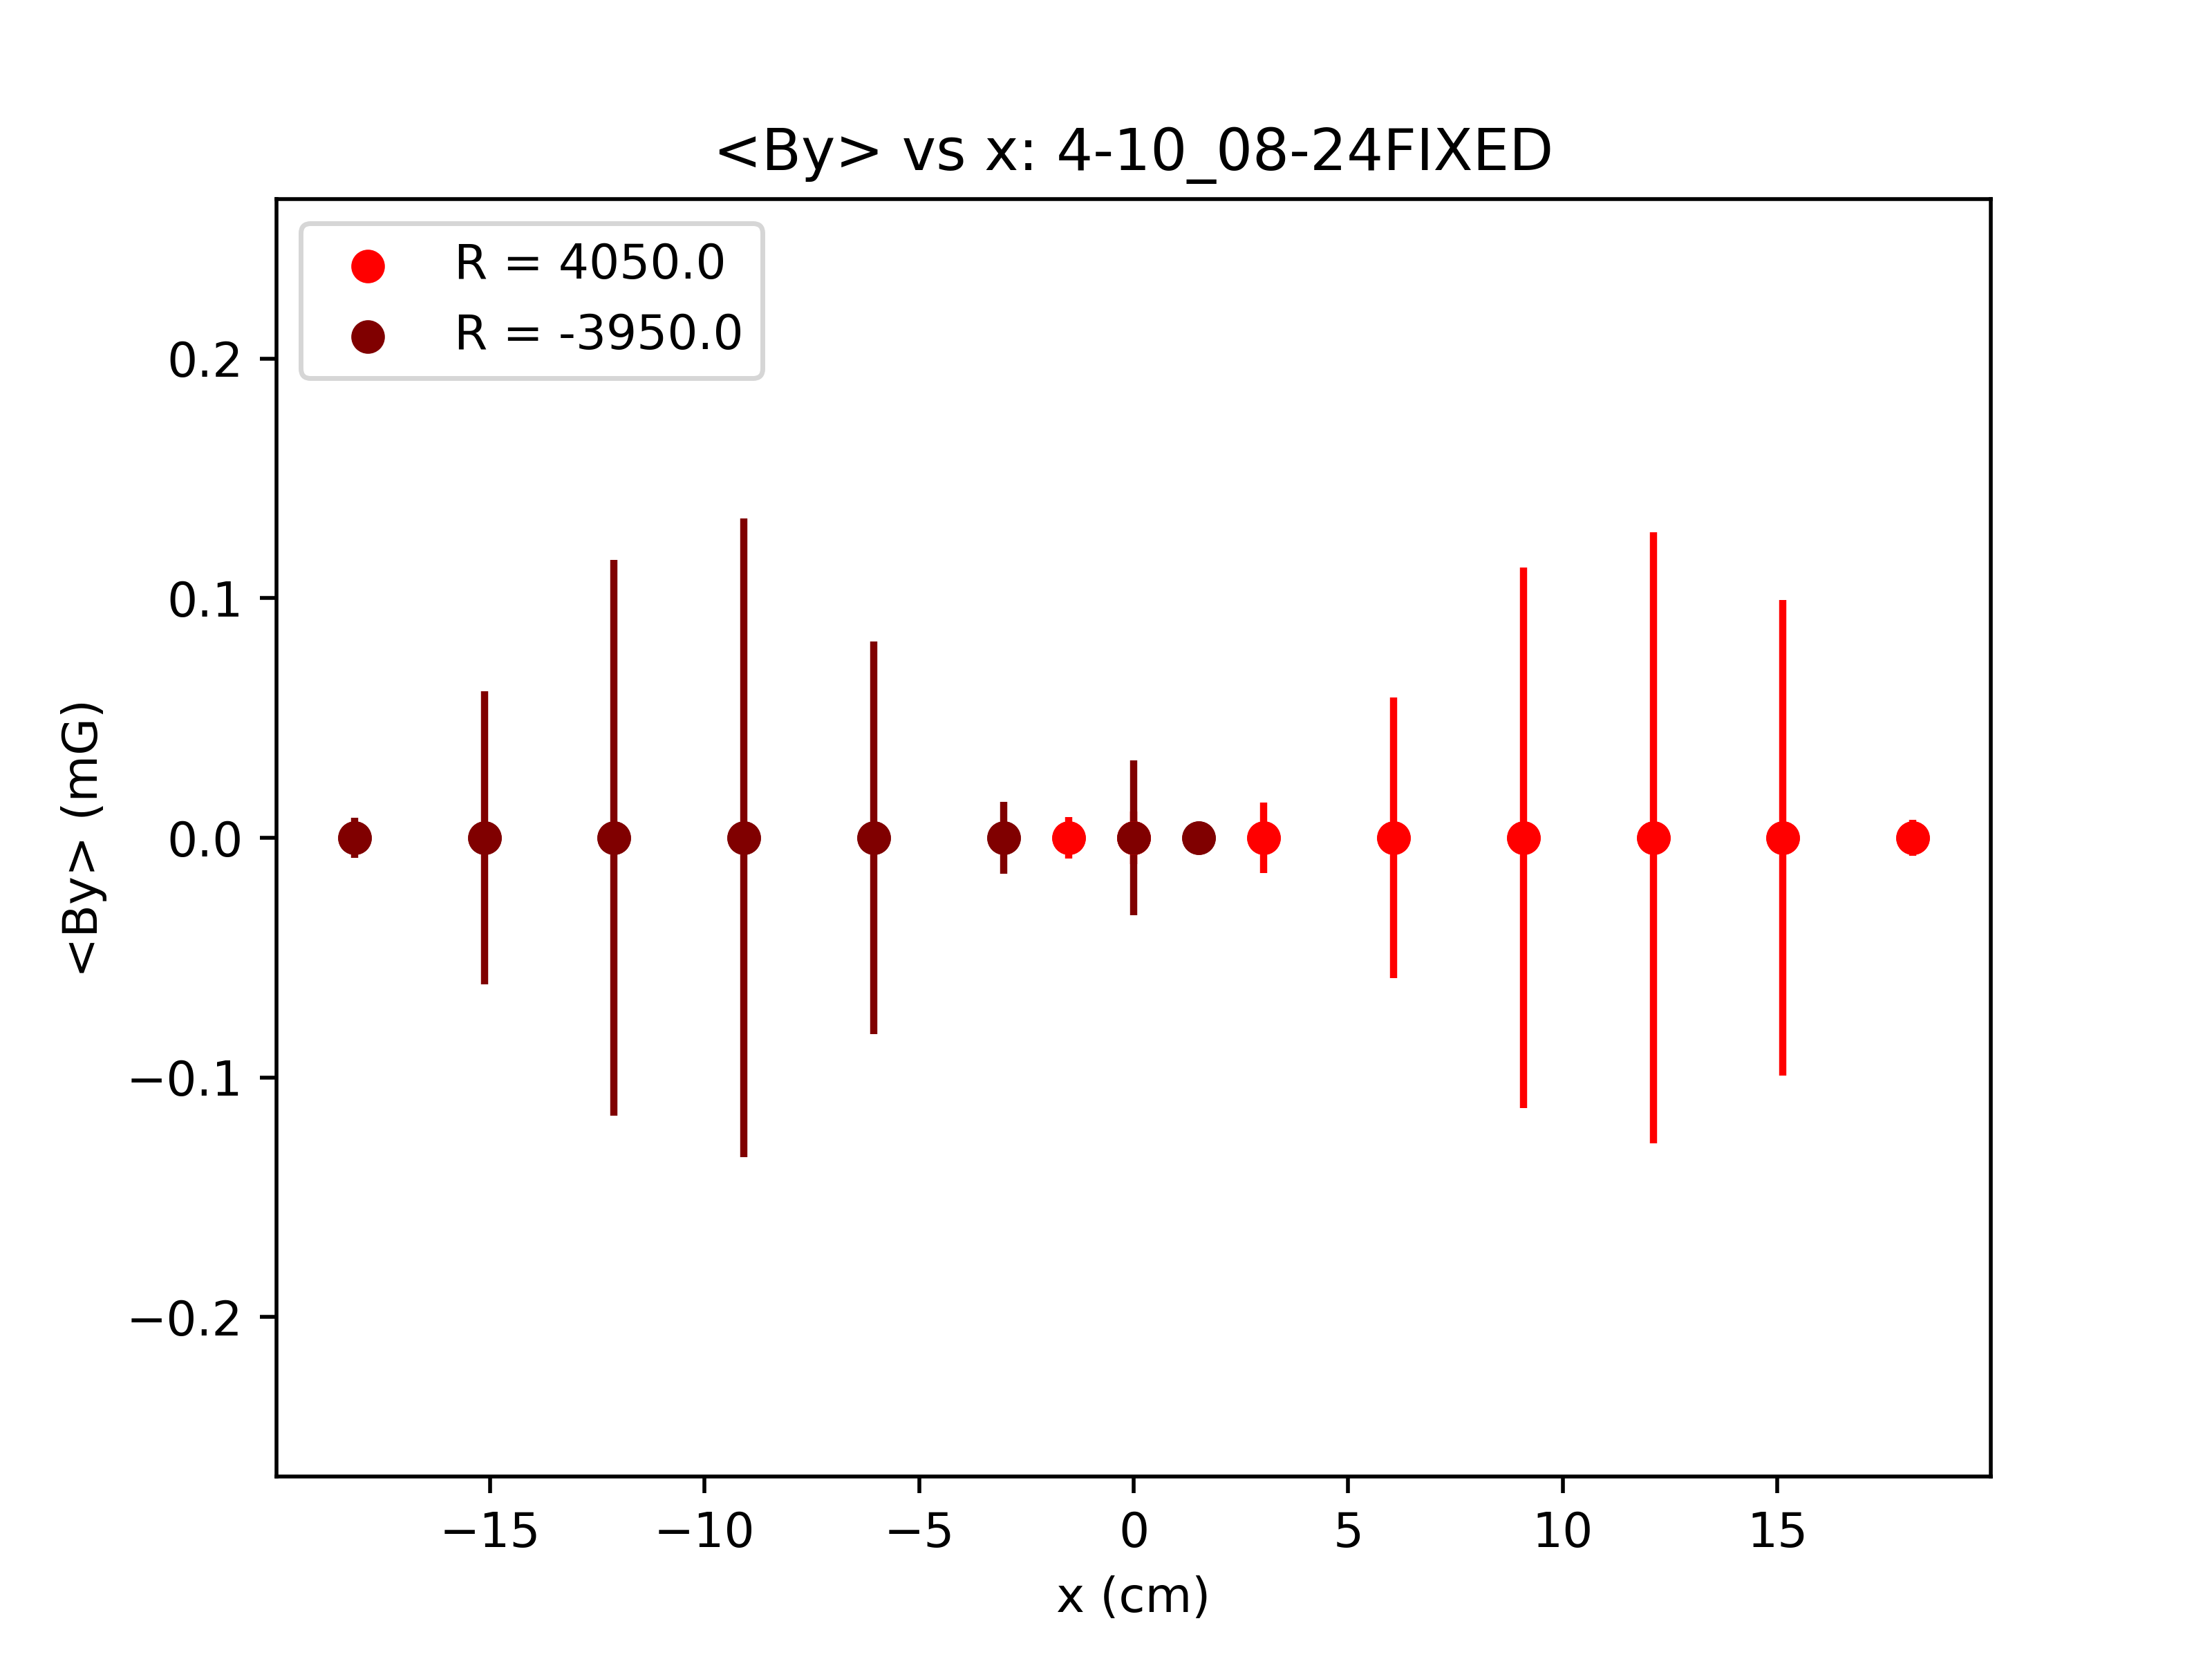 <By> vs x: 4-10_08-24FIXED
R = 4050.0
R = -3950.0
0.2
0.1
0.0
−0.1
−0.2
<By> (mG)
−15
−10
−5
0
5
10
15
x (cm)